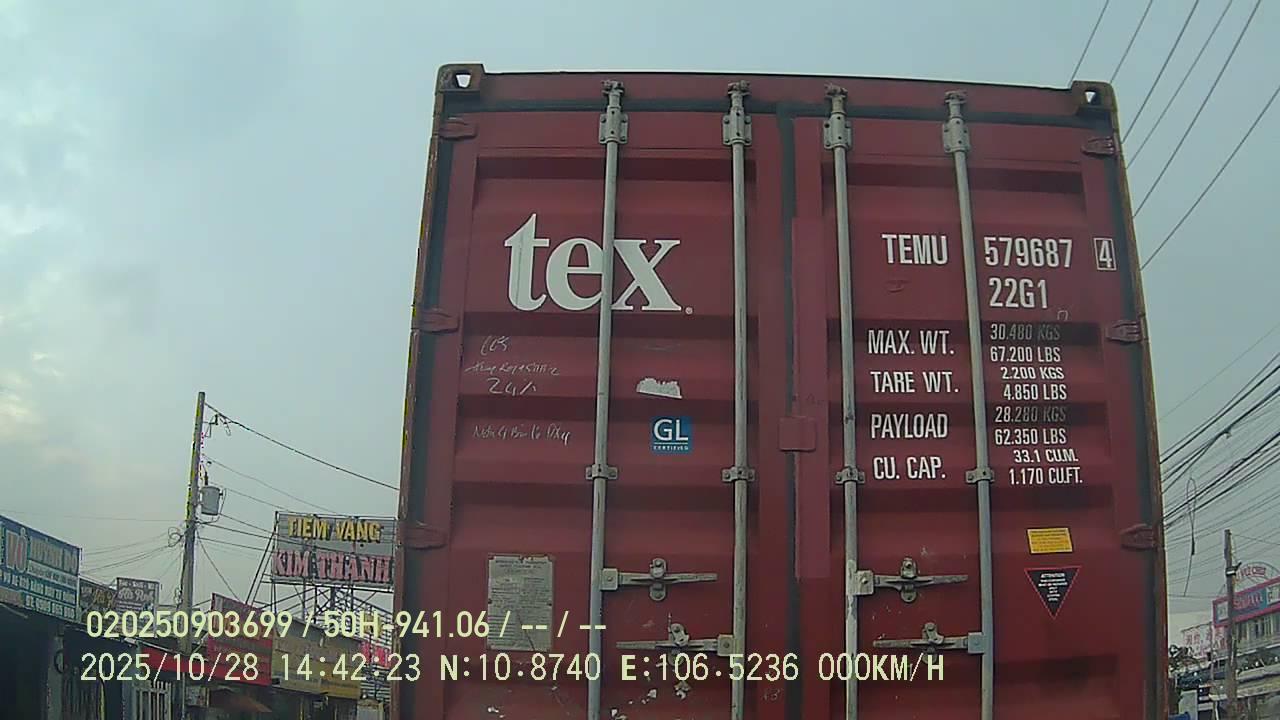 tex
TEMU 579687 4
22G1
MAX. WT. 30.480 KGS
67.200 LBS
TARE WT. 2.200 KGS
4.850 LBS
PAYLOAD 28.280 KGS
62.350 LBS
CU. CAP. 33.1 CU.M.
1.170 CU.FT.
GL
CERTIFIED
ATTENTION
TIEM VANG
KIM THANH
020250903699 / 50H-941.06 / -- / --
2025/10/28 14:42:23 N:10.8740 E:106.5236 000KM/H